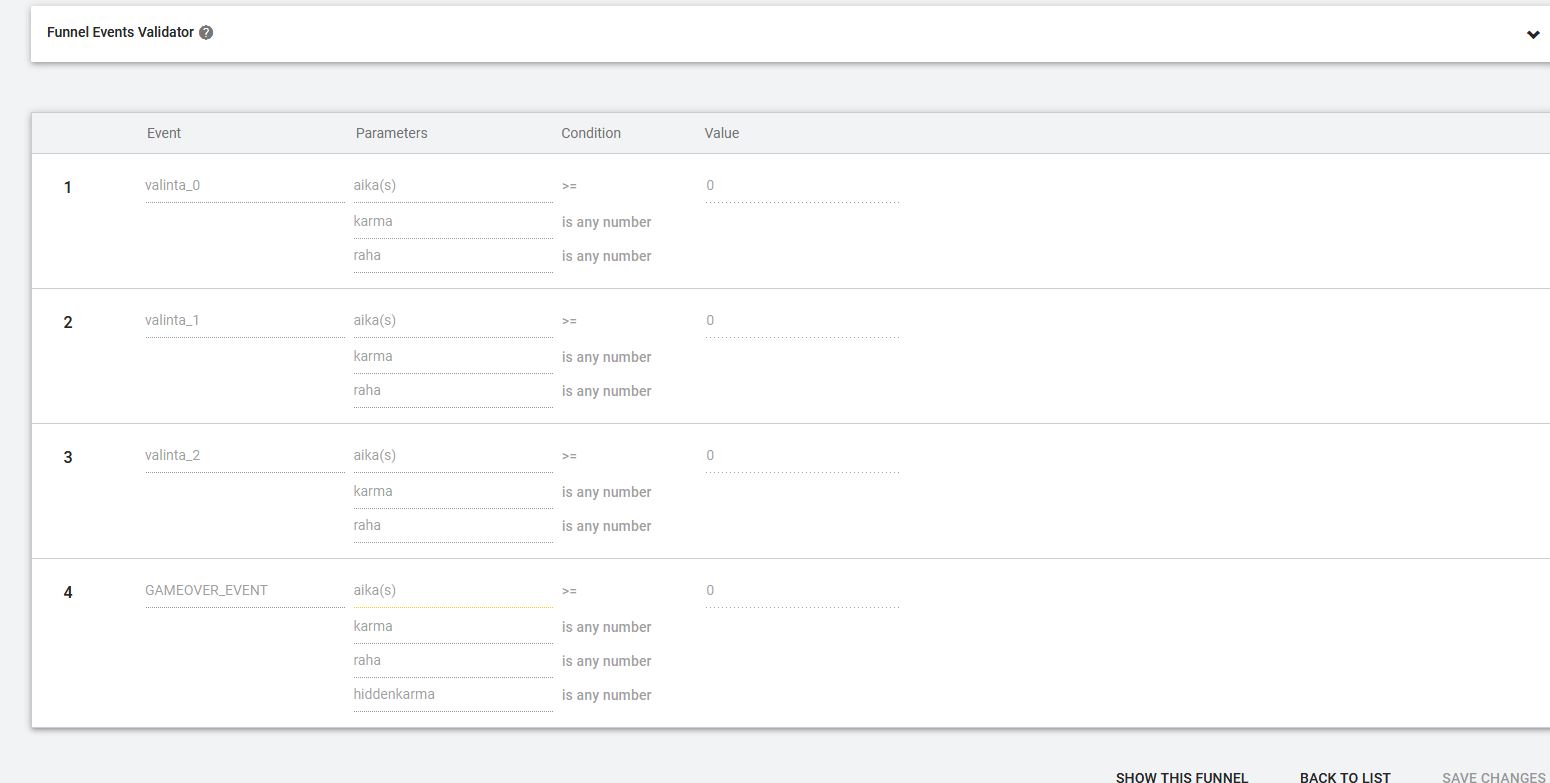 Funnel Events Validator ?
Event Parameters Condition Value
1 valinta_0 aika(s) >= 0
karma is any number
raha is any number
2 valinta_1 aika(s) >= 0
karma is any number
raha is any number
3 valinta_2 aika(s) >= 0
karma is any number
raha is any number
4 GAMEOVER_EVENT aika(s) >= 0
karma is any number
raha is any number
hiddenkarma is any number
SHOW THIS FUNNEL BACK TO LIST SAVE CHANGES